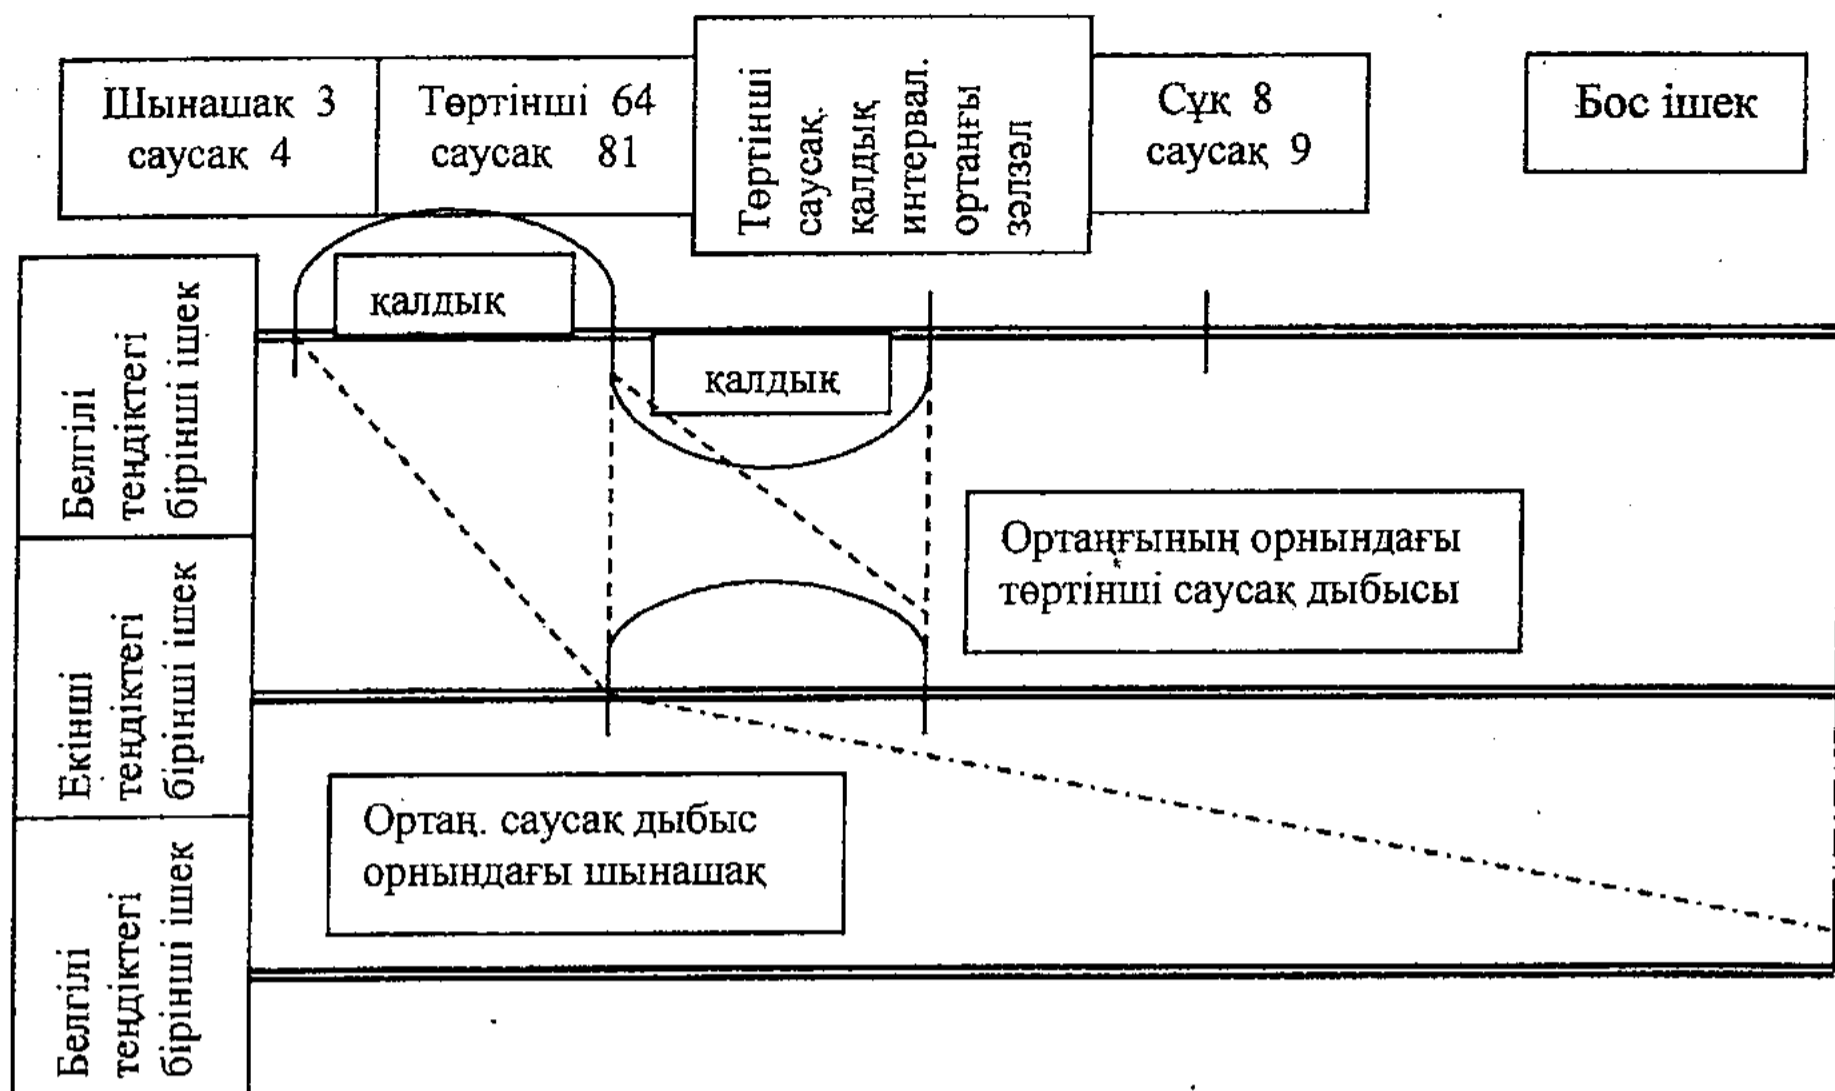 Шынашақ 3
саусақ 4
Төртінші 64
саусақ 81
Төртінші
саусақ.
қалдық
интервал.
ортаңғы
зәлзәл
Сұқ 8
саусақ 9
Бос ішек
қалдық
қалдық
Белгілі
теңдіктегі
бірінші ішек
Ортаңғының орнындағы
төртінші саусақ дыбысы
Екінші
теңдіктегі
бірінші ішек
Ортаң. саусақ дыбыс
орнындағы шынашақ
Белгілі
теңдіктегі
бірінші ішек